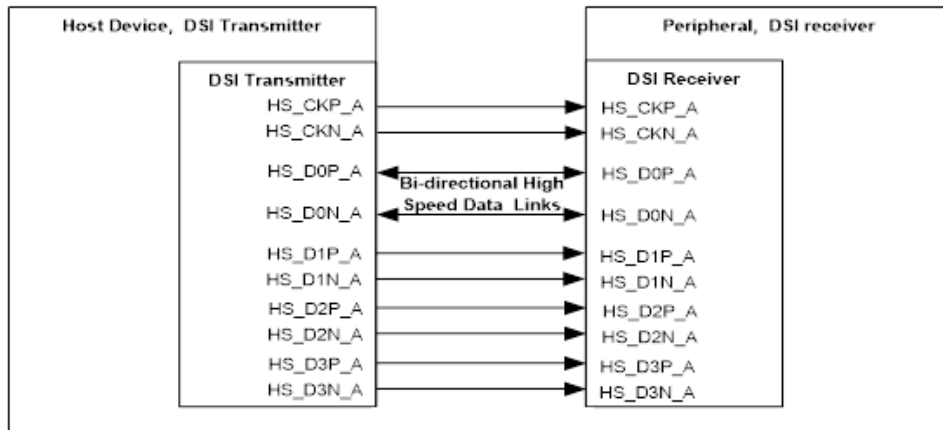 Host Device, DSI Transmitter
DSI Transmitter
HS_CKP_A
HS_CKN_A
HS_D0P_A
HS_D0N_A
HS_D1P_A
HS_D1N_A
HS_D2P_A
HS_D2N_A
HS_D3P_A
HS_D3N_A
Bi-directional High
Speed Data Links
Peripheral, DSI receiver
DSI Receiver
HS_CKP_A
HS_CKN_A
HS_D0P_A
HS_D0N_A
HS_D1P_A
HS_D1N_A
HS_D2P_A
HS_D2N_A
HS_D3P_A
HS_D3N_A